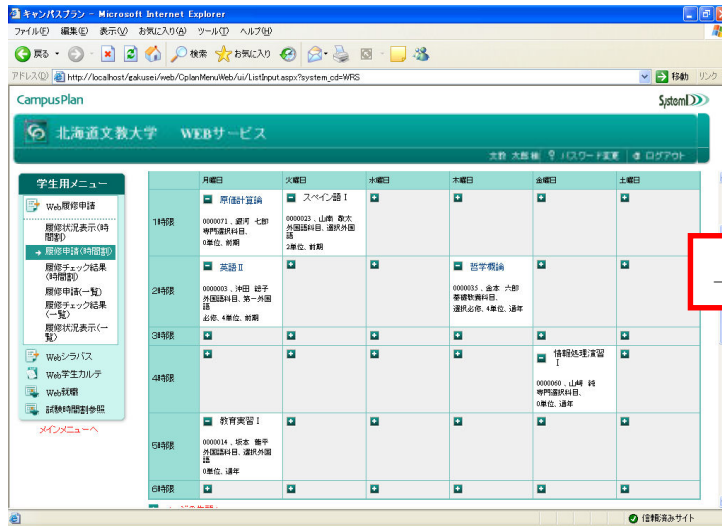 キャンパスプラン - Microsoft Internet Explorer
ファイル(F) 編集(E) 表示(V) お気に入り(A) ツール(T) ヘルプ(H)
戻る 検索 お気に入り
アドレス(D) http://localhost/gakusei/web/CplanMenuWeb/ui/ListInput.aspx?system_cd=WRS 移動 リンク
CampusPlan SystemD
北海道文教大学 WEBサービス
太郎様 パスワード変更 ログアウト
学生用メニュー
Web履修申請
履修状況表示(時間割)
履修申請(時間割)
履修チェック結果(時間割)
履修申請(一覧)
履修チェック結果(一覧)
履修状況表示(一覧)
Webシラバス
Web学生カルテ
Web就職
試験時間割参照
メインメニューへ
月曜日 火曜日 水曜日 木曜日 金曜日 土曜日
1時限
原価計算論
0000071 、銀河 七郎
専門選択科目、
0単位、前期
スペイン語 I
0000023 、山南 敬太
外国語科目、選択外国語
2単位、前期
2時限
英語 II
0000003 、沖田 総子
外国語科目、第一外国語
必修、4単位、前期
哲学概論
0000035 、金本 六郎
基礎教養科目、
選択必修、4単位、通年
3時限
4時限
情報処理演習 I
0000060 、山崎 純
専門選択科目、
0単位、通年
5時限
教育実習 I
0000014 、坂本 龍平
外国語科目、選択外国語
0単位、通年
6時限
信頼済みサイト